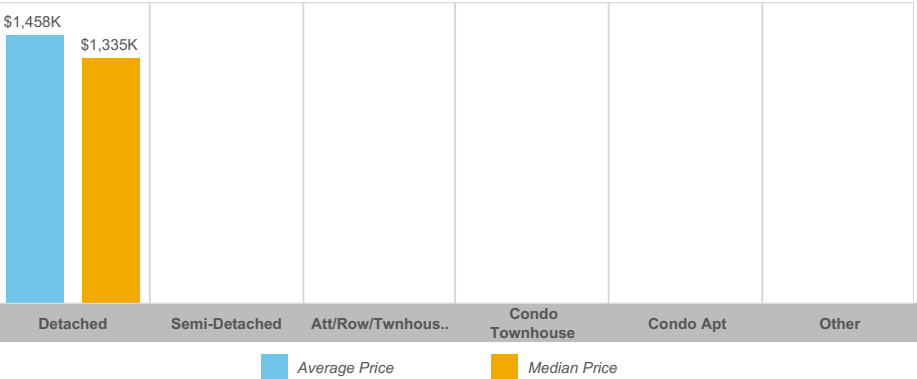 $1,458K
$1,335K
Detached
Semi-Detached
Att/Row/Twnhous..
Condo
Townhouse
Condo Apt
Other
Average Price
Median Price